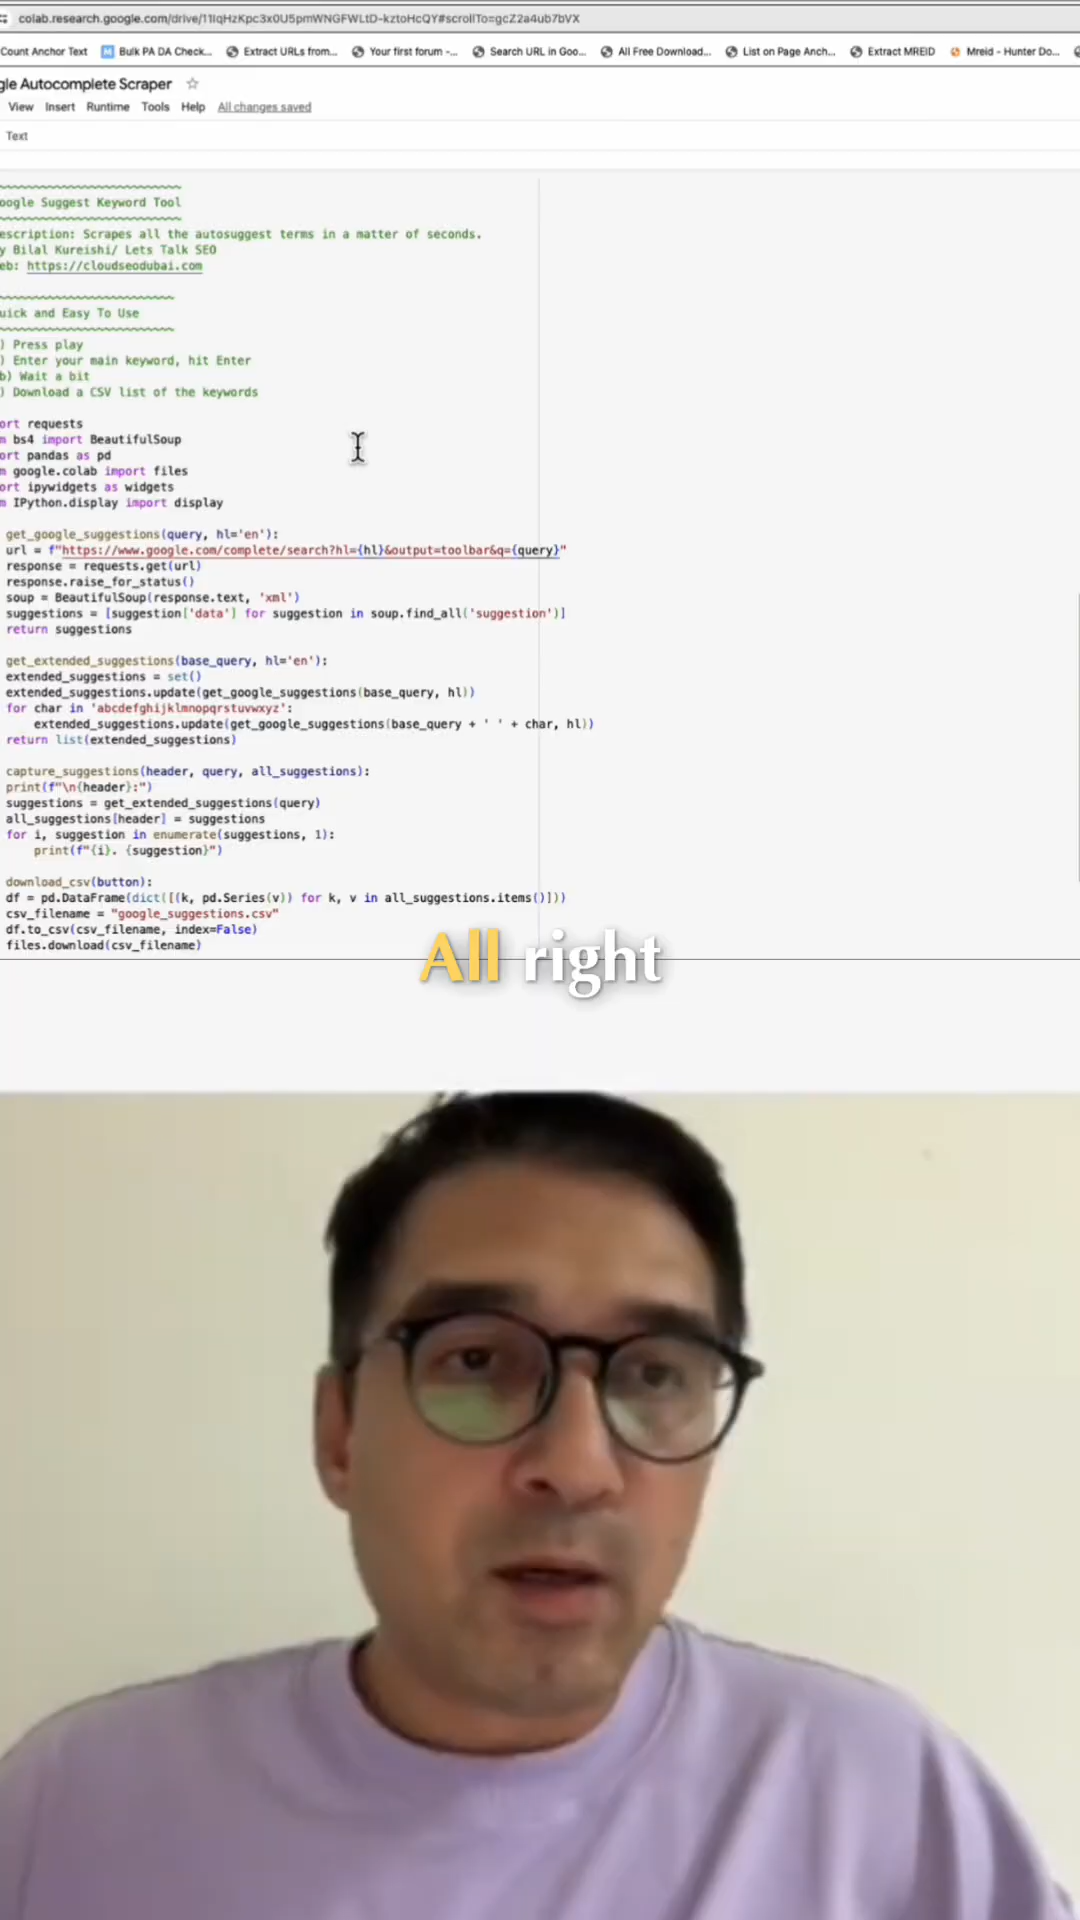 colab.research.google.com/drive/11lqHzKpc3x0U5pmWNGFWLtD-kztoHcQY#scrollTo=gcZ2a4ub7bVX
Count Anchor Text Bulk PA DA Check... Extract URLs from... Your first forum -... Search URL in Goo... All Free Download... List on Page Anch... Extract MREID Mreid - Hunter Do...
gle Autocomplete Scraper
View Insert Runtime Tools Help All changes saved
Text
~~~~~~~~~~~~~~~~~~~~~~~~~~
oogle Suggest Keyword Tool
~~~~~~~~~~~~~~~~~~~~~~~~~~
escription: Scrapes all the autosuggest terms in a matter of seconds.
y Bilal Kureishi/ Lets Talk SEO
eb: https://cloudseodubai.com
~~~~~~~~~~~~~~~~~~~~~~~~~
uick and Easy To Use
~~~~~~~~~~~~~~~~~~~~~~~~~
) Press play
) Enter your main keyword, hit Enter
b) Wait a bit
) Download a CSV list of the keywords
ort requests
m bs4 import BeautifulSoup
ort pandas as pd
m google.colab import files
ort ipywidgets as widgets
m IPython.display import display
get_google_suggestions(query, hl='en'):
url = f"https://www.google.com/complete/search?hl={hl}&output=toolbar&q={query}"
response = requests.get(url)
response.raise_for_status()
soup = BeautifulSoup(response.text, 'xml')
suggestions = [suggestion['data'] for suggestion in soup.find_all('suggestion')]
return suggestions
get_extended_suggestions(base_query, hl='en'):
extended_suggestions = set()
extended_suggestions.update(get_google_suggestions(base_query, hl))
for char in 'abcdefghijklmnopqrstuvwxyz':
extended_suggestions.update(get_google_suggestions(base_query + ' ' + char, hl))
return list(extended_suggestions)
capture_suggestions(header, query, all_suggestions):
print(f"\n{header}:")
suggestions = get_extended_suggestions(query)
all_suggestions[header] = suggestions
for i, suggestion in enumerate(suggestions, 1):
print(f"{i}. {suggestion}")
download_csv(button):
df = pd.DataFrame(dict([(k, pd.Series(v)) for k, v in all_suggestions.items()]))
csv_filename = "google_suggestions.csv"
df.to_csv(csv_filename, index=False)
files.download(csv_filename)
All right